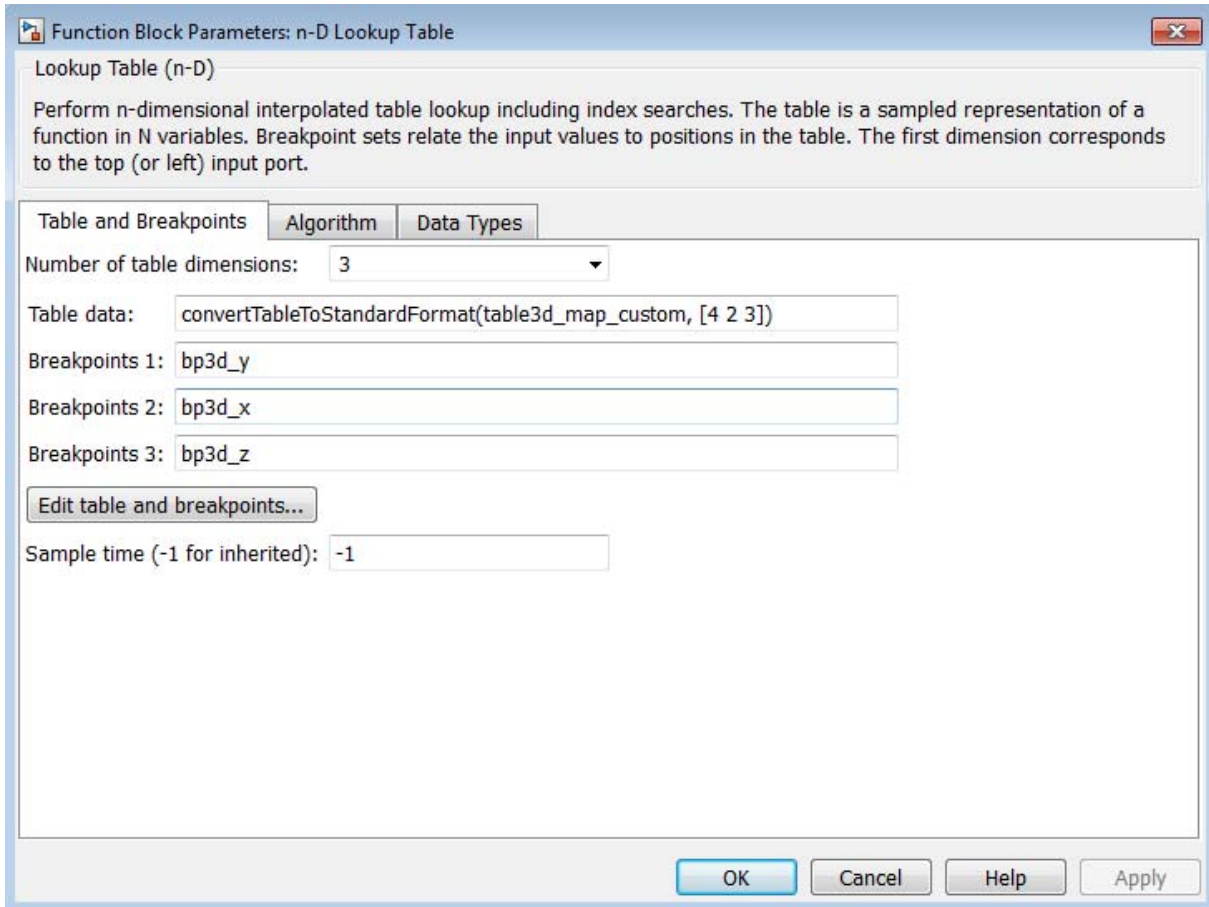 Function Block Parameters: n-D Lookup Table
Lookup Table (n-D)
Perform n-dimensional interpolated table lookup including index searches. The table is a sampled representation of a
function in N variables. Breakpoint sets relate the input values to positions in the table. The first dimension corresponds
to the top (or left) input port.
Table and Breakpoints Algorithm Data Types
Number of table dimensions: 3
Table data: convertTableToStandardFormat(table3d_map_custom, [4 2 3])
Breakpoints 1: bp3d_y
Breakpoints 2: bp3d_x
Breakpoints 3: bp3d_z
Edit table and breakpoints...
Sample time (-1 for inherited): -1
OK Cancel Help Apply